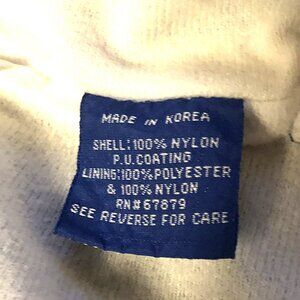 MADE IN KOREA
SHELL: 100% NYLON
P.U. COATING
LINING: 100% POLYESTER
& 100% NYLON
RN# 67879
SEE REVERSE FOR CARE